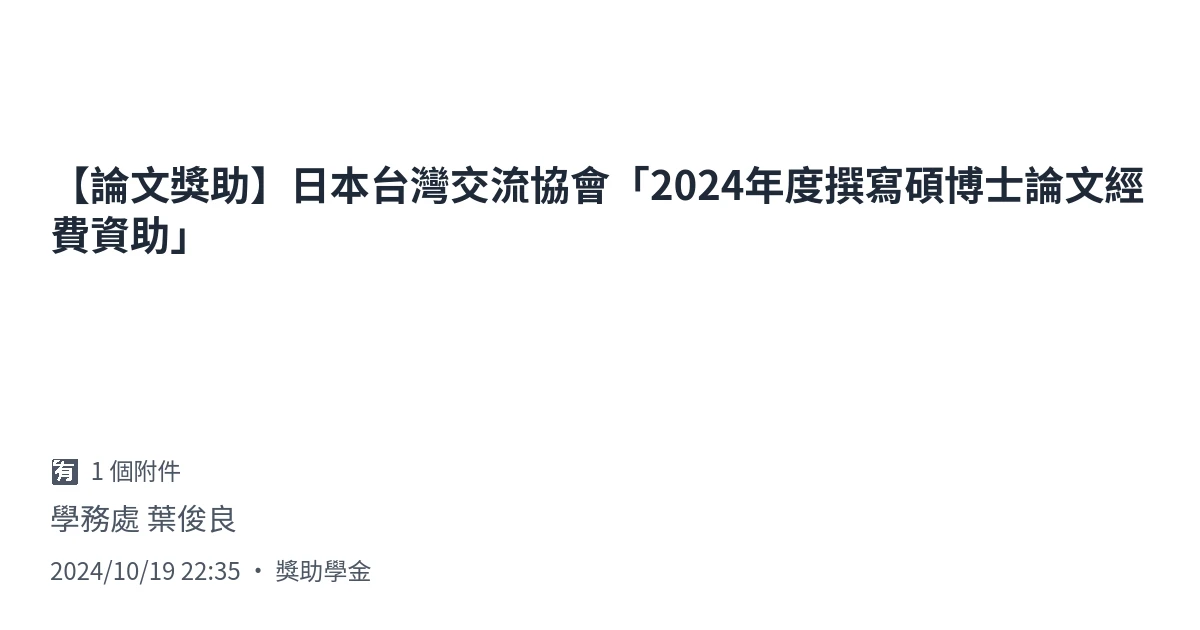 【論文獎助】日本台灣交流協會「2024年度撰寫碩博士論文經
費資助」
有 1 個附件
學務處 葉俊良
2024/10/19 22:35 • 獎助學金